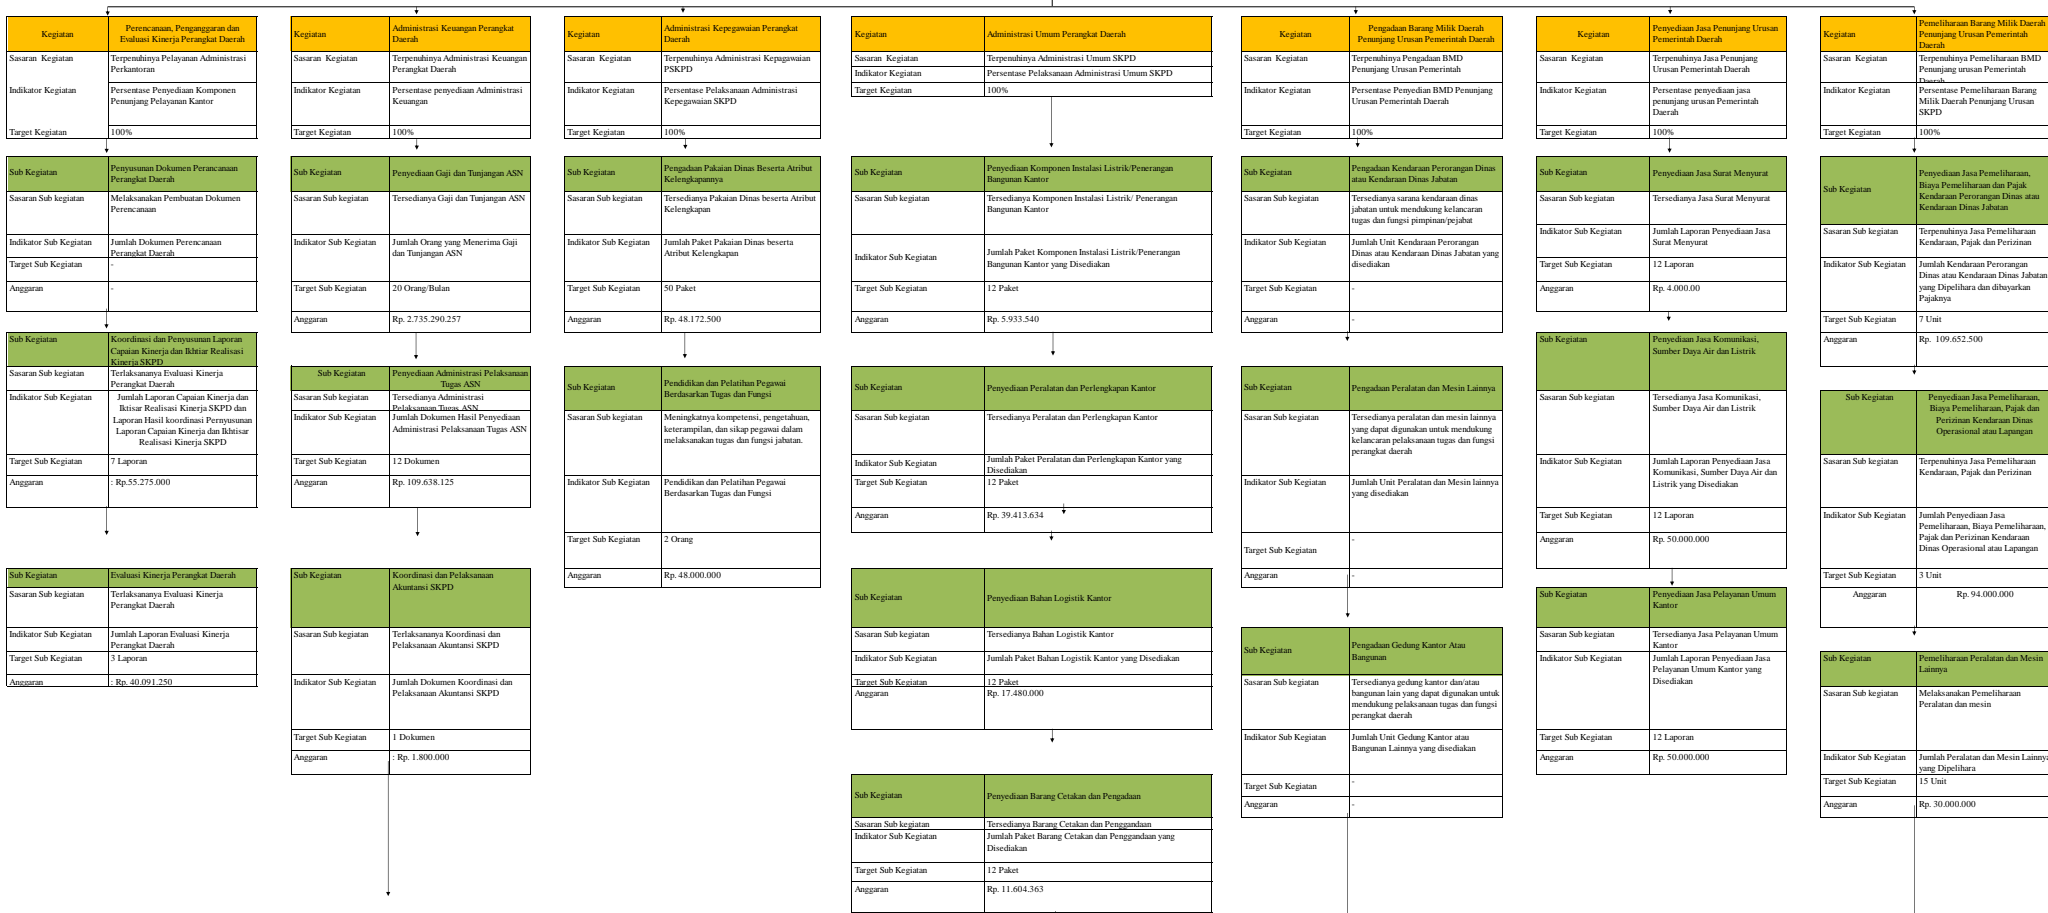 Kegiatan
Perencanaan, Penganggaran dan
Evaluasi Kinerja Perangkat Daerah
Sasaran  Kegiatan
Terpenuhinya Pelayanan Administrasi
Perkantoran
Indikator Kegiatan
Persentase Penyediaan Komponen
Penunjang Pelayanan Kantor
Target Kegiatan
100%
Sub Kegiatan
Penyusunan Dokumen Perancanaan
Perangkat Daerah
Sasaran Sub kegiatan
Melaksanakan Pembuatan Dokumen
Perencanaan
Indikator Sub Kegiatan
Jumlah Dokumen Perencanaan
Perangkat Daerah
Target Sub Kegiatan
-
Anggaran
-
Sub Kegiatan
Koordinasi dan Penyusunan Laporan
Capaian Kinerja dan Ikhtiar Realisasi
Kinerja SKPD
Sasaran Sub kegiatan
Terlaksananya Evaluasi Kinerja
Perangkat Daerah
Indikator Sub Kegiatan
Jumlah Laporan Capaian Kinerja dan
Iktisar Realisasi Kinerja SKPD dan
Laporan Hasil koordinasi Pernyusunan
Laporan Capaian Kinerja dan Ikhtisar
Realisasi Kinerja SKPD
Target Sub Kegiatan
7 Laporan
Anggaran
: Rp.55.275.000
Sub Kegiatan
Evaluasi Kinerja Perangkat Daerah
Sasaran Sub kegiatan
Terlaksananya Evaluasi Kinerja
Perangkat Daerah
Indikator Sub Kegiatan
Jumlah Laporan Evaluasi Kinerja
Perangkat Daerah
Target Sub Kegiatan
3 Laporan
Anggaran
: Rp. 40.091.250
Kegiatan
Administrasi Keuangan Perangkat
Daerah
Sasaran  Kegiatan
Terpenuhinya Administrasi Keuangan
Perangkat Daerah
Indikator Kegiatan
Persentase penyediaan Administrasi
Keuangan
Target Kegiatan
100%
Sub Kegiatan
Penyediaan Gaji dan Tunjangan ASN
Sasaran Sub kegiatan
Tersedianya Gaji dan Tunjangan ASN
Indikator Sub Kegiatan
Jumlah Orang yang Menerima Gaji
dan Tunjangan ASN
Target Sub Kegiatan
20 Orang/Bulan
Anggaran
Rp. 2.735.290.257
Sub Kegiatan
Penyediaan Administrasi Pelaksanaan
Tugas ASN
Sasaran Sub kegiatan
Tersedianya Administrasi
Pelaksanaan Tugas ASN
Indikator Sub Kegiatan
Jumlah Dokumen Hasil Penyediaan
Administrasi Pelaksanaan Tugas ASN
Target Sub Kegiatan
12 Dokumen
Anggaran
Rp. 109.638.125
Sub Kegiatan
Koordinasi dan Pelaksanaan
Akuntansi SKPD
Sasaran Sub kegiatan
Terlaksananya Koordinasi dan
Pelaksanaan Akuntansi SKPD
Indikator Sub Kegiatan
Jumlah Dokumen Koordinasi dan
Pelaksanaan Akuntansi SKPD
Target Sub Kegiatan
1 Dokumen
Anggaran
: Rp. 1.800.000
Kegiatan
Administrasi Kepegawaian Perangkat
Daerah
Sasaran  Kegiatan
Terpenuhinya Administrasi Kepagawaian
PSKPD
Indikator Kegiatan
Persentase Pelaksanaan Administrasi
Kepegawaian SKPD
Target Kegiatan
100%
Sub Kegiatan
Pengadaan Pakaian Dinas Beserta Atribut
Kelengkapannya
Sasaran Sub kegiatan
Tersedianya Pakaian Dinas beserta Atribut
Kelengkapan
Indikator Sub Kegiatan
Jumlah Paket Pakaian Dinas beserta
Atribut Kelengkapan
Target Sub Kegiatan
50 Paket
Anggaran
Rp. 48.172.500
Sub Kegiatan
Pendidikan dan Pelatihan Pegawai
Berdasarkan Tugas dan Fungsi
Sasaran Sub kegiatan
Meningkatnya kompetensi, pengetahuan,
keterampilan, dan sikap pegawai dalam
melaksanakan tugas dan fungsi jabatan.
Indikator Sub Kegiatan
Pendidikan dan Pelatihan Pegawai
Berdasarkan Tugas dan Fungsi
Target Sub Kegiatan
2 Orang
Anggaran
Rp. 48.000.000
Kegiatan
Administrasi Umum Perangkat Daerah
Sasaran  Kegiatan
Terpenuhinya Administrasi Umum SKPD
Indikator Kegiatan
Persentase Pelaksanaan Administrasi Umum SKPD
Target Kegiatan
100%
Sub Kegiatan
Penyediaan Komponen Instalasi Listrik/Penerangan
Bangunan Kantor
Sasaran Sub kegiatan
Tersedianya Komponen Instalasi Listrik/ Penerangan
Bangunan Kantor
Indikator Sub Kegiatan
Jumlah Paket Komponen Instalasi Listrik/Penerangan
Bangunan Kantor yang Disediakan
Target Sub Kegiatan
12 Paket
Anggaran
Rp. 5.933.540
Sub Kegiatan
Penyediaan Peralatan dan Perlengkapan Kantor
Sasaran Sub kegiatan
Tersedianya Peralatan dan Perlengkapan Kantor
Indikator Sub Kegiatan
Jumlah Paket Peralatan dan Perlengkapan Kantor yang
Disediakan
Target Sub Kegiatan
12 Paket
Anggaran
Rp. 39.413.634
Sub Kegiatan
Penyediaan Bahan Logistik Kantor
Sasaran Sub kegiatan
Tersedianya Bahan Logistik Kantor
Indikator Sub Kegiatan
Jumlah Paket Bahan Logistik Kantor yang Disediakan
Target Sub Kegiatan
12 Paket
Anggaran
Rp. 17.480.000
Sub Kegiatan
Penyediaan Barang Cetakan dan Pengadaan
Sasaran Sub kegiatan
Tersedianya Barang Cetakan dan Penggandaan
Indikator Sub Kegiatan
Jumlah Paket Barang Cetakan dan Penggandaan yang
Disediakan
Target Sub Kegiatan
12 Paket
Anggaran
Rp. 11.604.363
Kegiatan
Pengadaan Barang Milik Daerah
Penunjang Urusan Pemerintah Daerah
Sasaran  Kegiatan
Terpenuhinya Pengadaan BMD
Penunjang Urusan Pemerintah
Indikator Kegiatan
Persentase Penyedian BMD Penunjang
Urusan Pemerintah Daerah
Target Kegiatan
100%
Sub Kegiatan
Pengadaan Kendaran Perorangan Dinas
atau Kendaraan Dinas Jabatan
Sasaran Sub kegiatan
Tersedianya sarana kendaraan dinas
jabatan untuk mendukung kelancaran
tugas dan fungsi pimpinan/pejabat
Indikator Sub Kegiatan
Jumlah Unit Kendaraan Perorangan
Dinas atau Kendaraan Dinas Jabatan yang
disediakan
Target Sub Kegiatan
-
Anggaran
-
Sub Kegiatan
Pengadaan Peralatan dan Mesin Lainnya
Sasaran Sub kegiatan
Tersedianya peralatan dan mesin lainnya
yang dapat digunakan untuk mendukung
kelancaran pelaksanaan tugas dan fungsi
perangkat daerah
Indikator Sub Kegiatan
Jumlah Unit Peralatan dan Mesin lainnya
yang disediakan
Target Sub Kegiatan
-
Anggaran
-
Sub Kegiatan
Pengadaan Gedung Kantor Atau
Bangunan
Sasaran Sub kegiatan
Tersedianya gedung kantor dan/atau
bangunan lain yang dapat digunakan untuk
mendukung pelaksanaan tugas dan fungsi
perangkat daerah
Indikator Sub Kegiatan
Jumlah Unit Gedung Kantor atau
Bangunan Lainnya yang disediakan
Target Sub Kegiatan
-
Anggaran
-
Kegiatan
Penyediaan Jasa Penunjang Urusan
Pemerintah Daerah
Sasaran  Kegiatan
Terpenuhinya Jasa Penunjang
Urusan Pemerintah Daerah
Indikator Kegiatan
Persentase penyediaan jasa
penunjang urusan Pemerintah
Daerah
Target Kegiatan
100%
Sub Kegiatan
Penyediaan Jasa Surat Menyurat
Sasaran Sub kegiatan
Tersedianya Jasa Surat Menyurat
Indikator Sub Kegiatan
Jumlah Laporan Penyediaan Jasa
Surat Menyurat
Target Sub Kegiatan
12 Laporan
Anggaran
Rp. 4.000.00
Sub Kegiatan
Penyediaan Jasa Komunikasi,
Sumber Daya Air dan Listrik
Sasaran Sub kegiatan
Tersedianya Jasa Komunikasi,
Sumber Daya Air dan Listrik
Indikator Sub Kegiatan
Jumlah Laporan Penyediaan Jasa
Komunikasi, Sumber Daya Air dan
Listrik yang Disediakan
Target Sub Kegiatan
12 Laporan
Anggaran
Rp. 50.000.000
Sub Kegiatan
Penyediaan Jasa Pelayanan Umum
Kantor
Sasaran Sub kegiatan
Tersedianya Jasa Pelayanan Umum
Kantor
Indikator Sub Kegiatan
Jumlah Laporan Penyediaan Jasa
Pelayanan Umum Kantor yang
Disediakan
Target Sub Kegiatan
12 Laporan
Anggaran
Rp. 50.000.000
Kegiatan
Pemeliharaan Barang Milik Daerah
Penunjang Urusan Pemerintah
Daerah
Sasaran  Kegiatan
Terpenuhinya Pemeliharaan BMD
Penunjang urusan Pemerintah
Daerah
Indikator Kegiatan
Persentase Pemeliharaan Barang
Milik Daerah Penunjang Urusan
SKPD
Target Kegiatan
100%
Sub Kegiatan
Penyediaan Jasa Pemeliharaan,
Biaya Pemeliharaan dan Pajak
Kendaran Perorangan Dinas atau
Kendaraan Dinas Jabatan
Sasaran Sub kegiatan
Terpenuhinya Jasa Pemeliharaan
Kendaraan, Pajak dan Perizinan
Indikator Sub Kegiatan
Jumlah Kendaraan Perorangan
Dinas atau Kendaraan Dinas Jabatan
yang Dipelihara dan dibayarkan
Pajaknya
Target Sub Kegiatan
7 Unit
Anggaran
Rp.  109.652.500
Sub Kegiatan
Penyediaan Jasa Pemeliharaan,
Biaya Pemeliharaan, Pajak dan
Perizinan Kendaran Dinas
Operasional atau Lapangan
Sasaran Sub kegiatan
Terpenuhinya Jasa Pemeliharaan
Kendaraan, Pajak dan Perizinan
Indikator Sub Kegiatan
Jumlah Penyediaan Jasa
Pemeliharaan, Biaya Pemeliharaan,
Pajak dan Perizinan Kendaraan
Dinas Operasional atau Lapangan
Target Sub Kegiatan
3 Unit
Anggaran
Rp. 94.000.000
Sub Kegiatan
Pemeliharaan Peralatan dan Mesin
Lainnya
Sasaran Sub kegiatan
Melaksanakan Pemeliharaan
Peralatan dan mesin
Indikator Sub Kegiatan
Jumlah Peralatan dan Mesin Lainnya
yang Dipelihara
Target Sub Kegiatan
15 Unit
Anggaran
Rp. 30.000.000